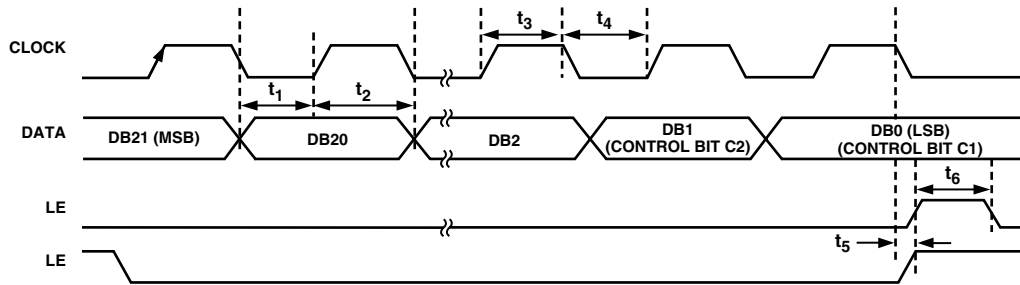 t3 t4
CLOCK
t1 t2
DATA
DB21 (MSB) DB20 DB2 DB1
(CONTROL BIT C2) DB0 (LSB)
(CONTROL BIT C1)
t6
LE
t5
LE